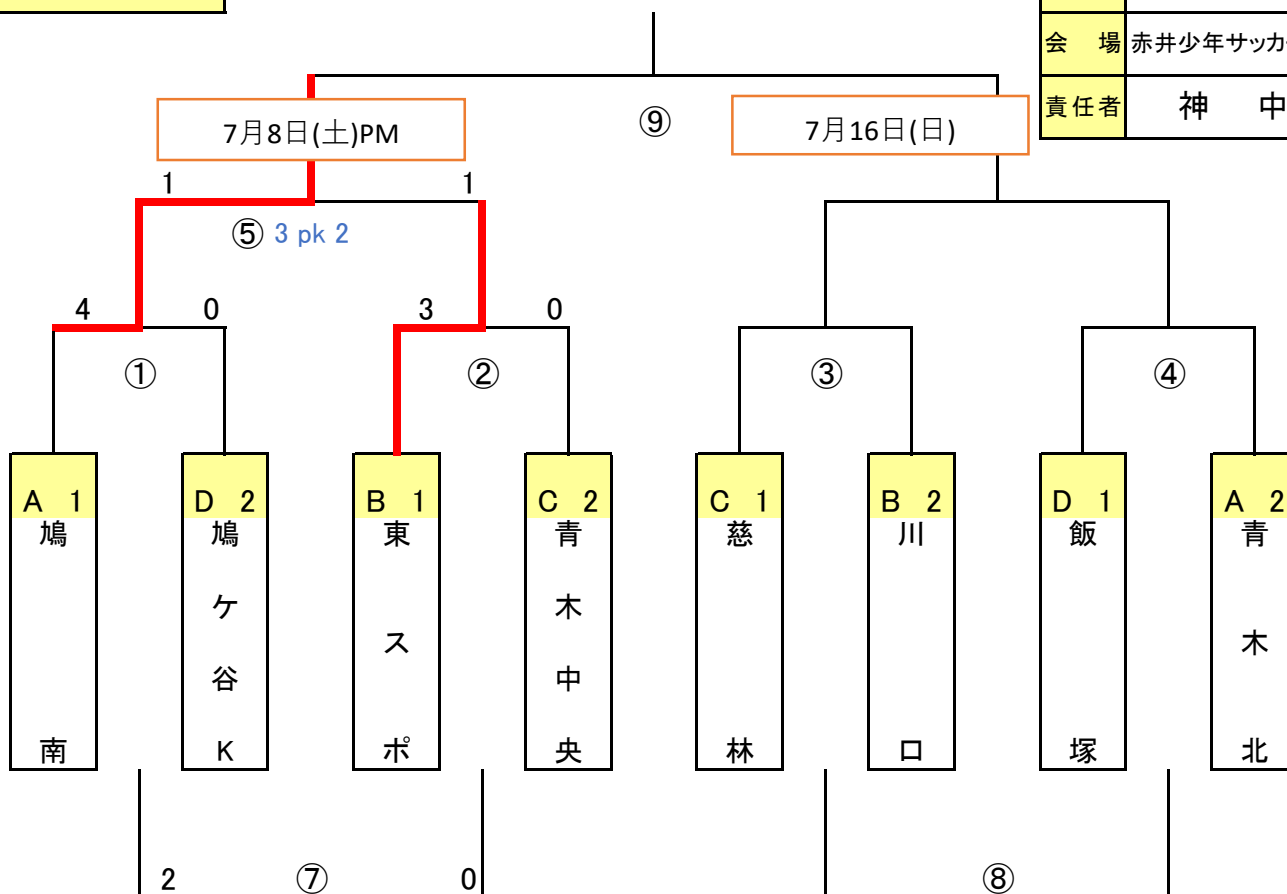 会　場 赤井少年サッカ
責任者 神　中
7月8日(土)PM
⑨
7月16日(日)
1 1
⑤ 3 pk 2
4 0 3 0
① ② ③ ④
A 1 D 2 B 1 C 2 C 1 B 2 D 1 A 2
鳩南
鳩ケ谷K
東スポ
青木中央
慈林
川口
飯塚
青木北
2 ⑦ 0 ⑧